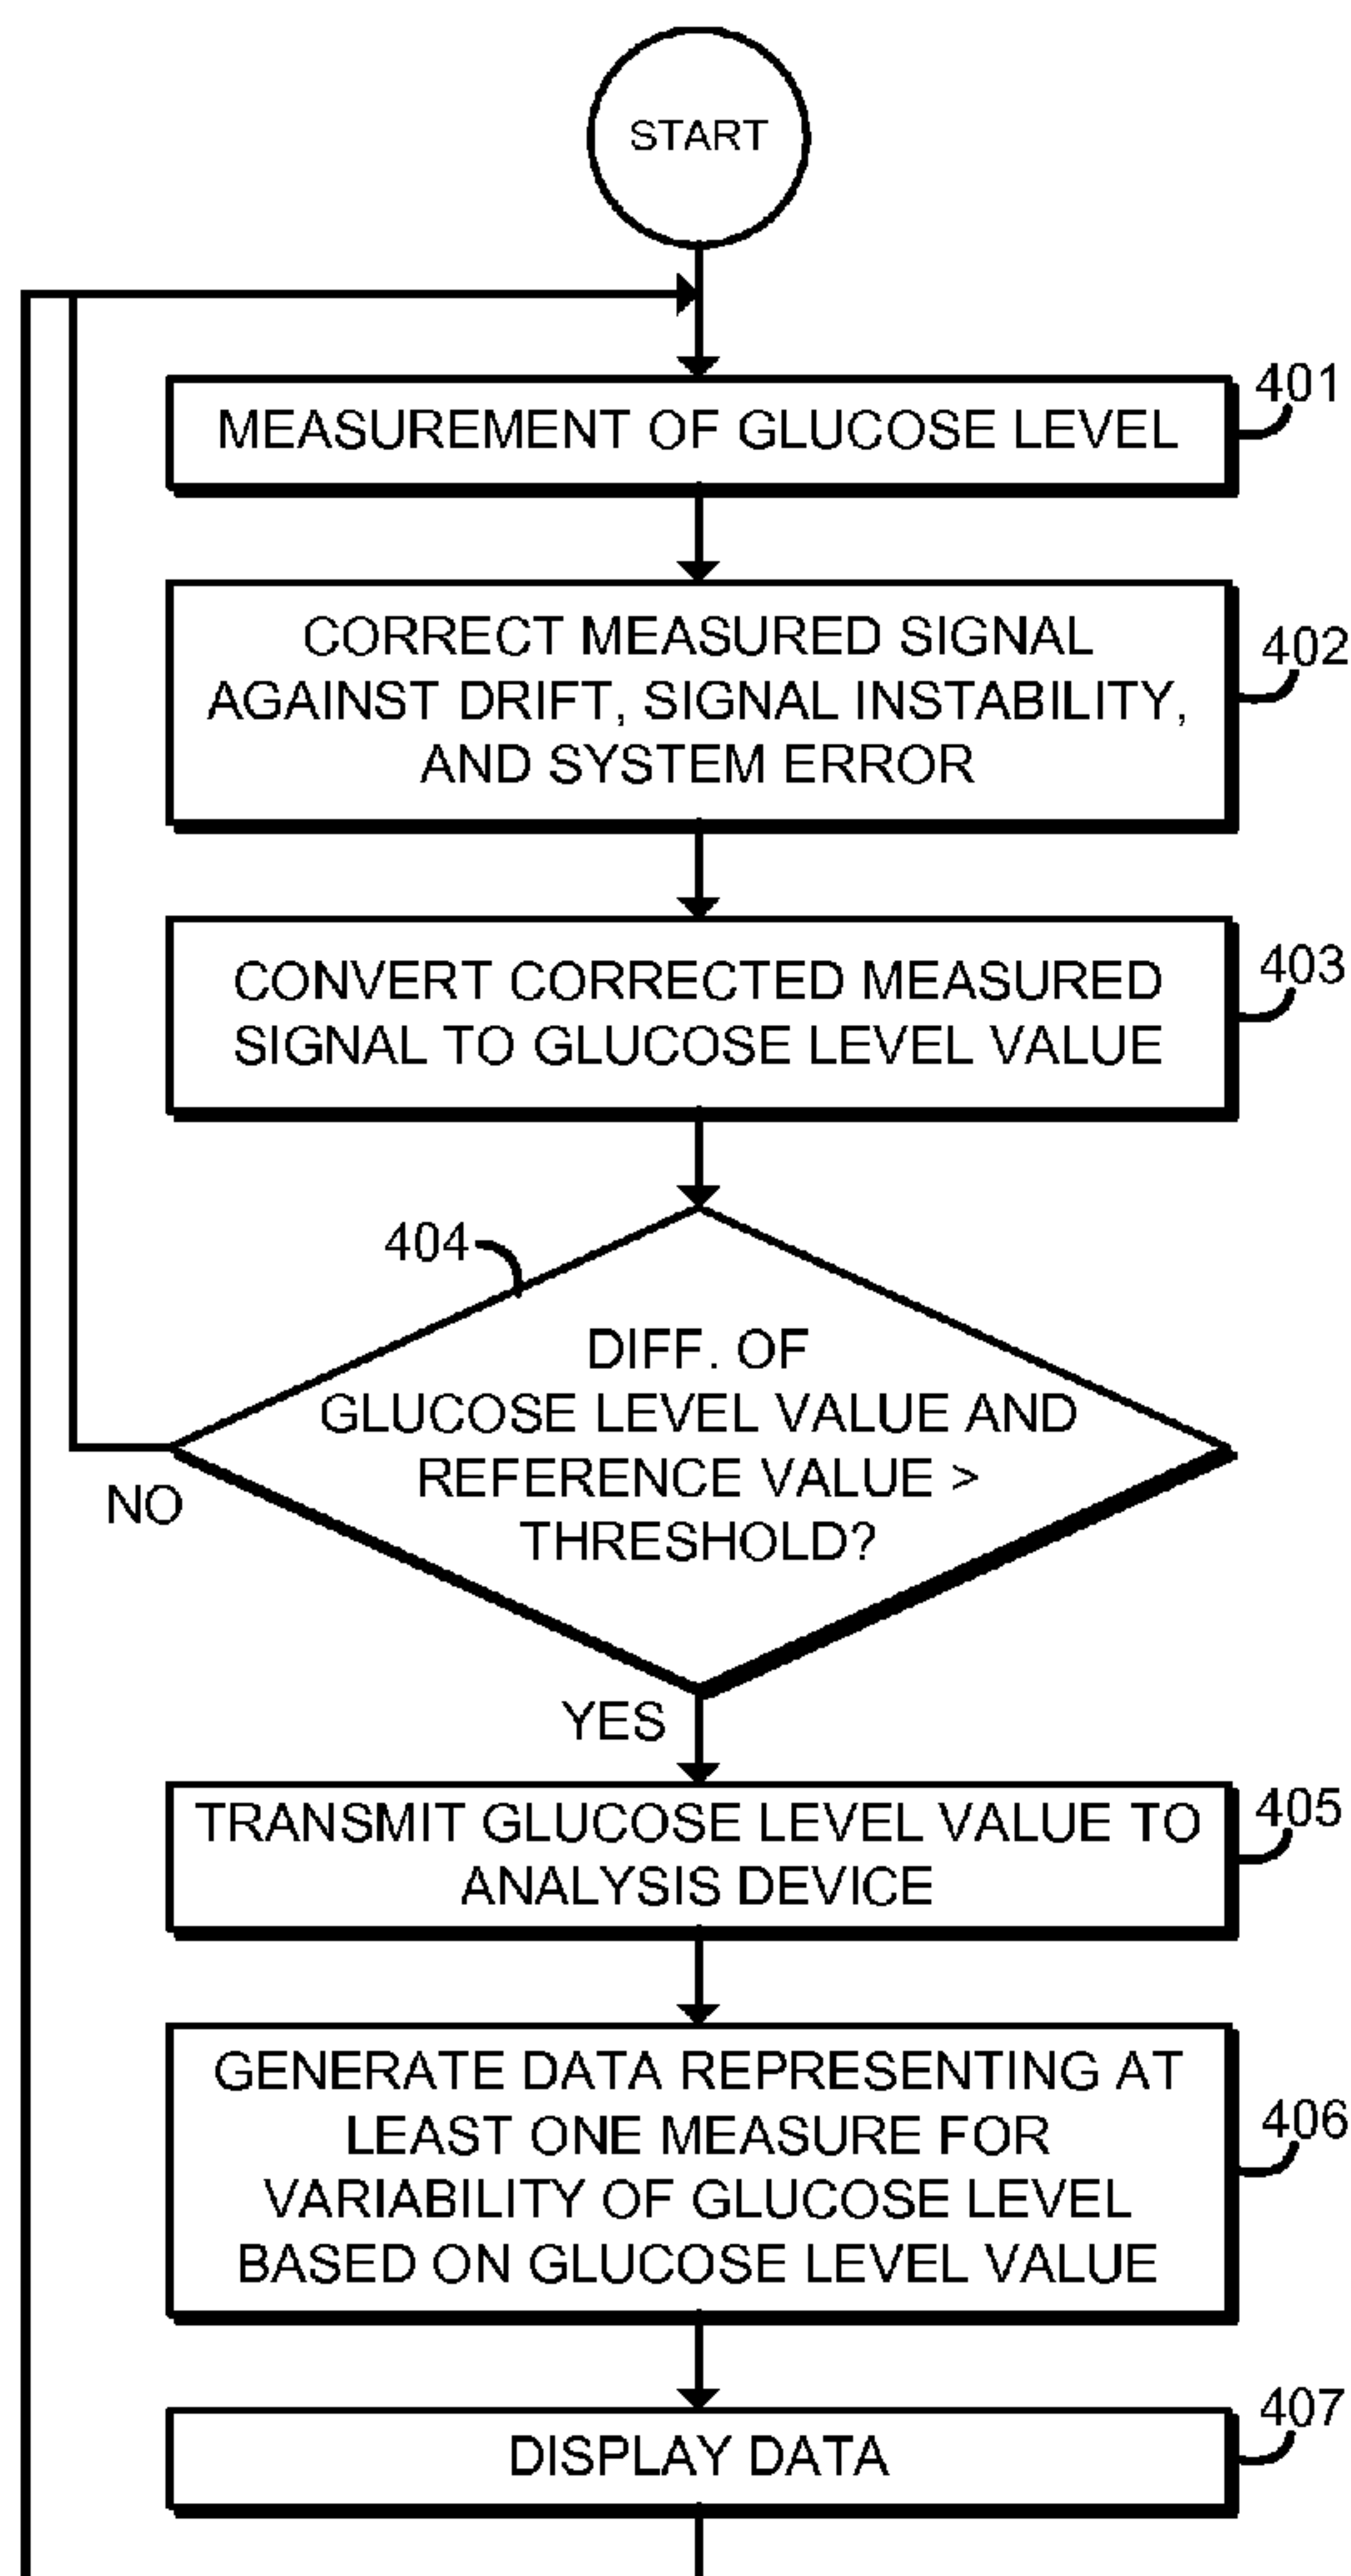 START
MEASUREMENT OF GLUCOSE LEVEL
401
CORRECT MEASURED SIGNAL
AGAINST DRIFT, SIGNAL INSTABILITY,
AND SYSTEM ERROR
402
CONVERT CORRECTED MEASURED
SIGNAL TO GLUCOSE LEVEL VALUE
403
404
DIFF. OF
GLUCOSE LEVEL VALUE AND
REFERENCE VALUE >
THRESHOLD?
NO
YES
TRANSMIT GLUCOSE LEVEL VALUE TO
ANALYSIS DEVICE
405
GENERATE DATA REPRESENTING AT
LEAST ONE MEASURE FOR
VARIABILITY OF GLUCOSE LEVEL
BASED ON GLUCOSE LEVEL VALUE
406
DISPLAY DATA
407